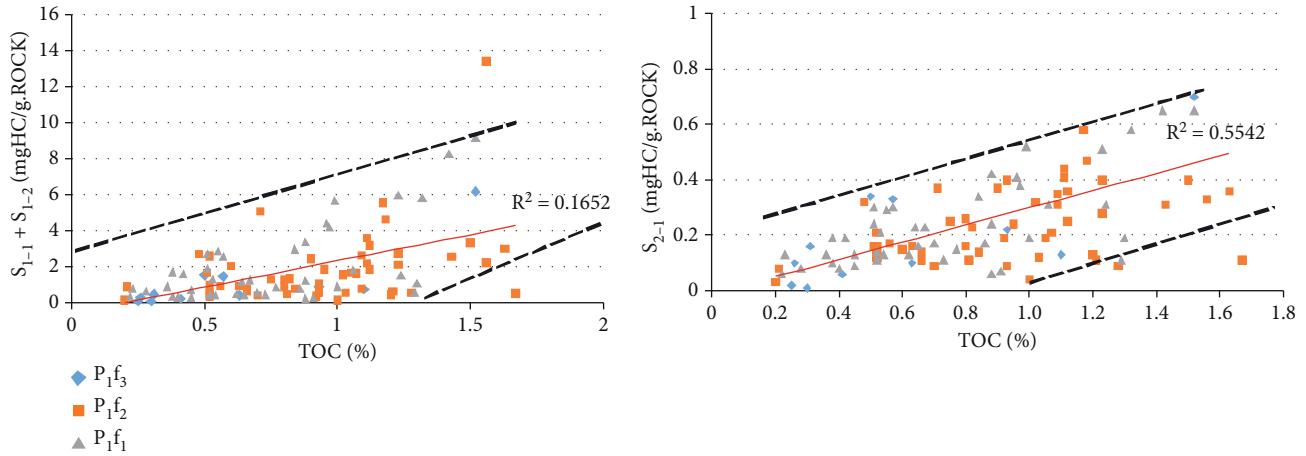 S₁₋₁ + S₁₋₂ (mgHC/g.ROCK)
16
14
12
10
8
6
4
2
0
R² = 0.1652
0 0.5 1 1.5 2
TOC (%)
P₁f₃
P₁f₂
P₁f₁
S₂₋₁ (mgHC/g.ROCK)
1
0.8
0.6
0.4
0.2
0
R² = 0.5542
0 0.2 0.4 0.6 0.8 1.0 1.2 1.4 1.6 1.8
TOC (%)